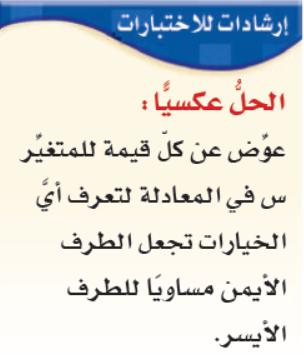 إرشادات للاختبارات
الحلُّ عكسيًّا :
عوِّض عن كلّ قيمة للمتغيِّر
س في المعادلة لتعرف أيَّ
الخيارات تجعل الطرف
الأيمن مساويًا للطرف
الأيسر.